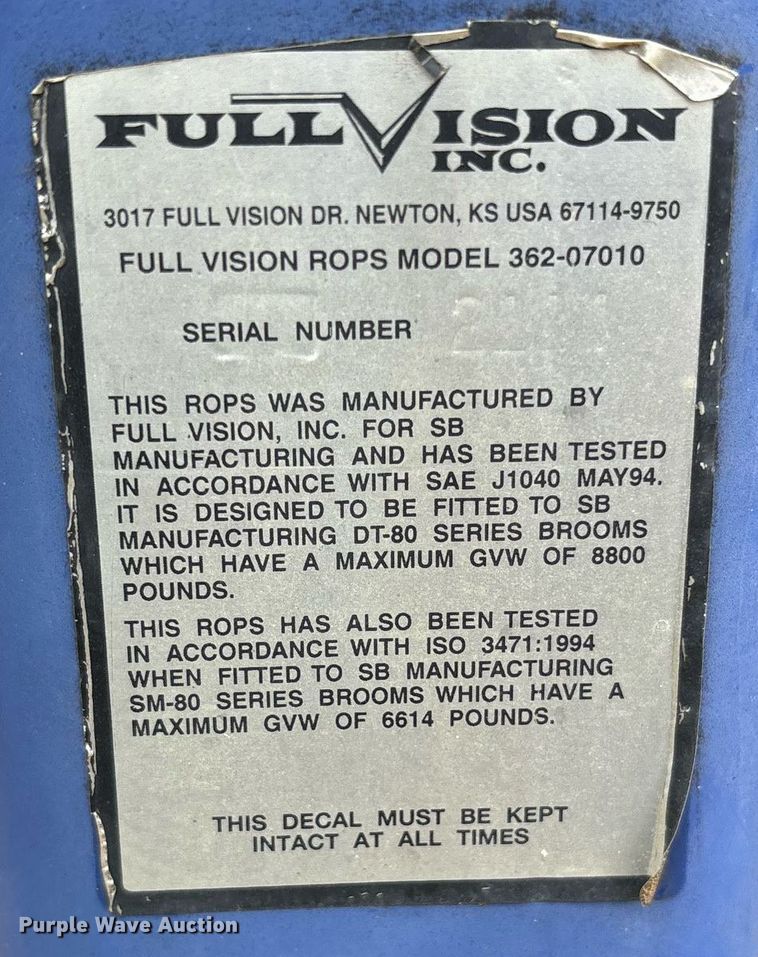 FULL VISION
INC.
3017 FULL VISION DR. NEWTON, KS USA 67114-9750
FULL VISION ROPS MODEL 362-07010
SERIAL NUMBER
THIS ROPS WAS MANUFACTURED BY
FULL VISION, INC. FOR SB
MANUFACTURING AND HAS BEEN TESTED
IN ACCORDANCE WITH SAE J1040 MAY94.
IT IS DESIGNED TO BE FITTED TO SB
MANUFACTURING DT-80 SERIES BROOMS
WHICH HAVE A MAXIMUM GVW OF 8800
POUNDS.
THIS ROPS HAS ALSO BEEN TESTED
IN ACCORDANCE WITH ISO 3471:1994
WHEN FITTED TO SB MANUFACTURING
SM-80 SERIES BROOMS WHICH HAVE A
MAXIMUM GVW OF 6614 POUNDS.
THIS DECAL MUST BE KEPT
INTACT AT ALL TIMES
Purple Wave Auction